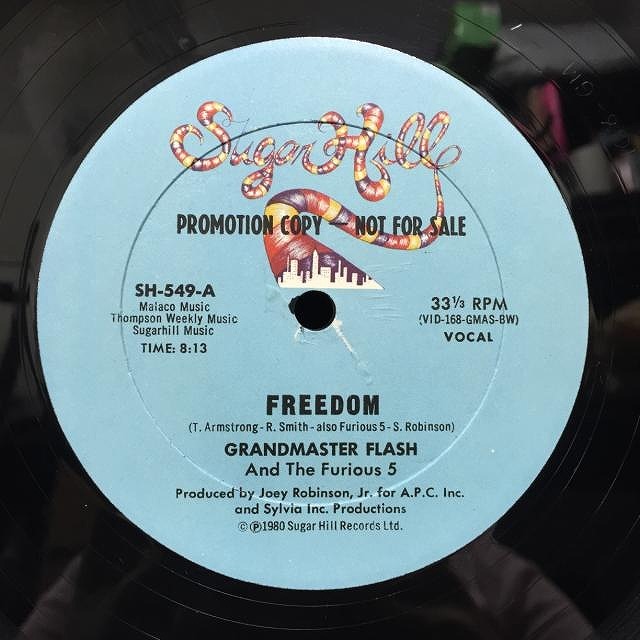 Sugar Hill
PROMOTION COPY — NOT FOR SALE
SH-549-A
Malaco Music
Thompson Weekly Music
Sugarhill Music
TIME: 8:13
33⅓ RPM
(VID-168-GMAS-BW)
VOCAL
FREEDOM
(T. Armstrong - R. Smith - also Furious 5 - S. Robinson)
GRANDMASTER FLASH
And The Furious 5
Produced by Joey Robinson, Jr. for A.P.C. Inc.
and Sylvia Inc. Productions
© ℗ 1980 Sugar Hill Records Ltd.